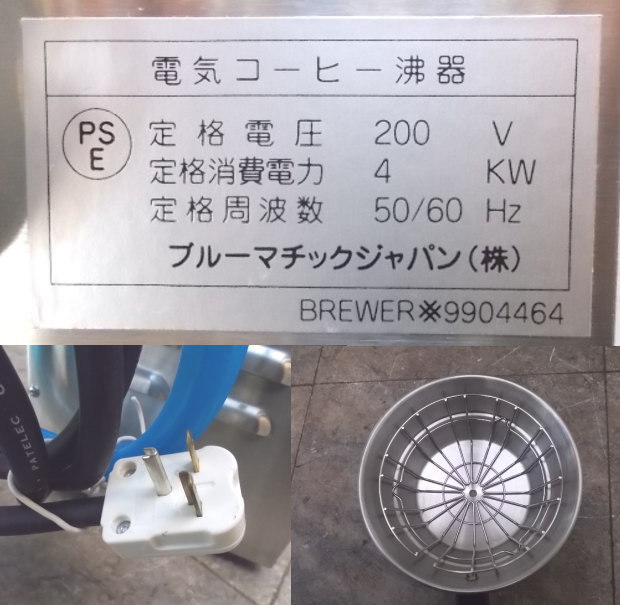 電気コーヒー沸器
PS
E
定格電圧 200 V
定格消費電力 4 KW
定格周波数 50/60 Hz
ブルーマチックジャパン(株)
BREWER※9904464
PATELEC